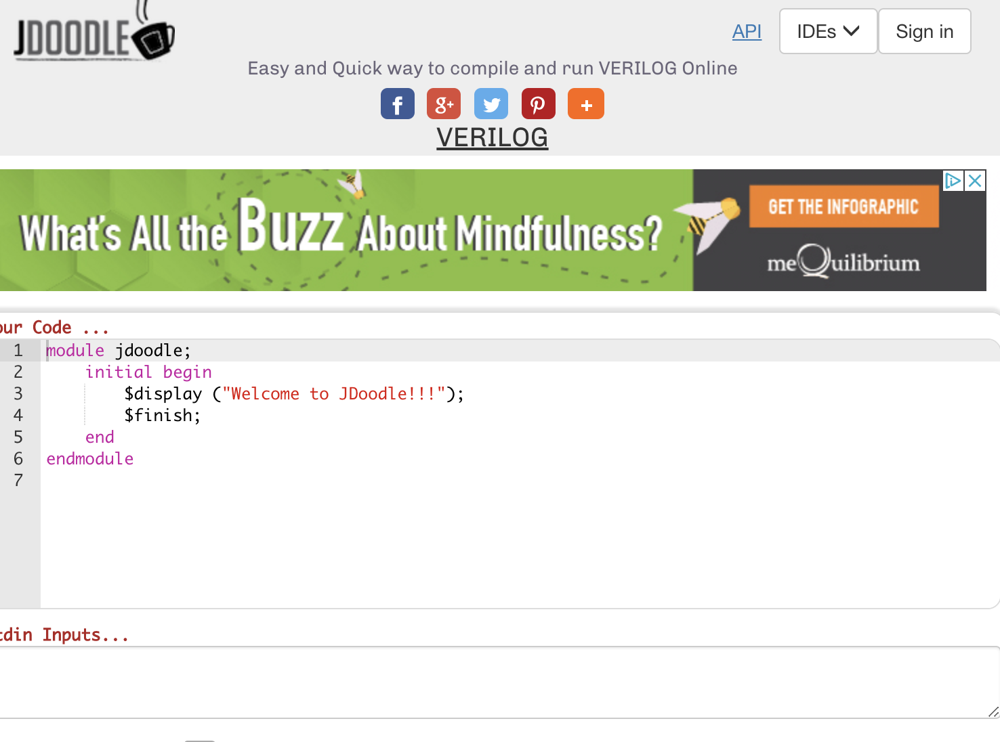 JDOODLE
API IDEs Sign in
Easy and Quick way to compile and run VERILOG Online
VERILOG
What's All the Buzz About Mindfulness?
GET THE INFOGRAPHIC
meQuilibrium
our Code ...
1 module jdoodle;
2 initial begin
3 $display ("Welcome to JDoodle!!!");
4 $finish;
5 end
6 endmodule
7
tdin Inputs...